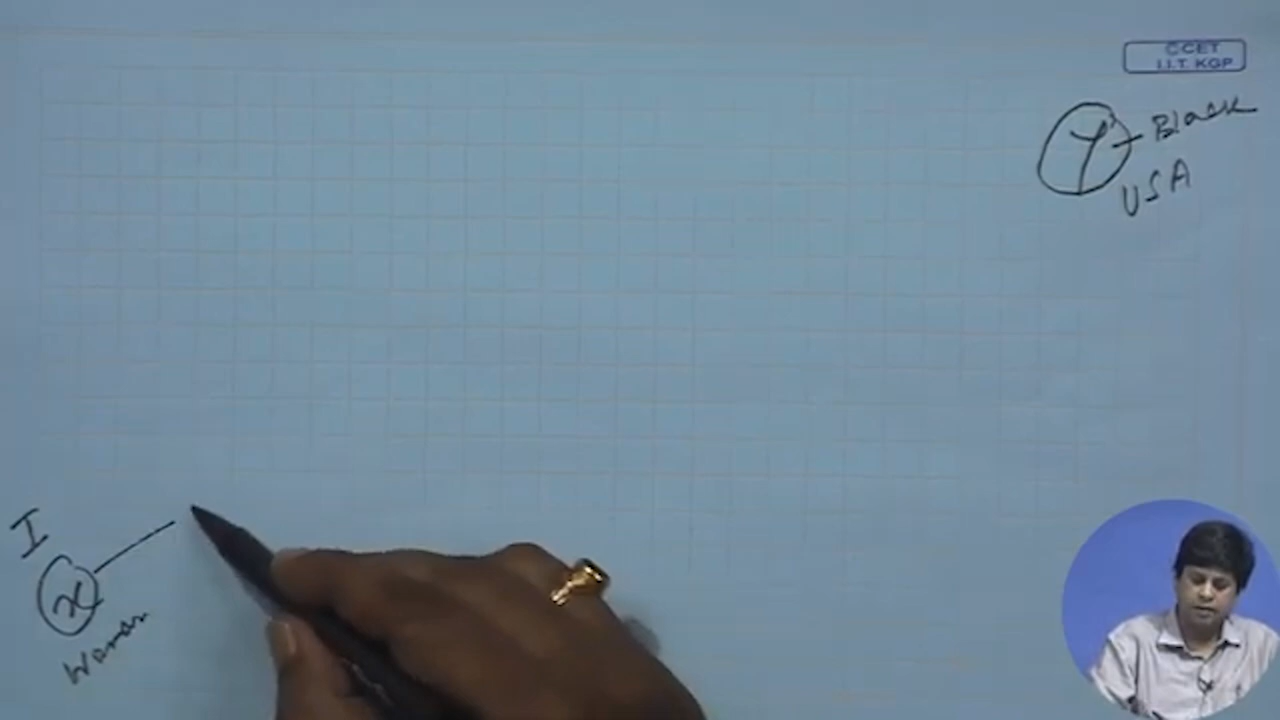 CCET
I.I.T. KGP
Y Black
USA
I
X
Woman